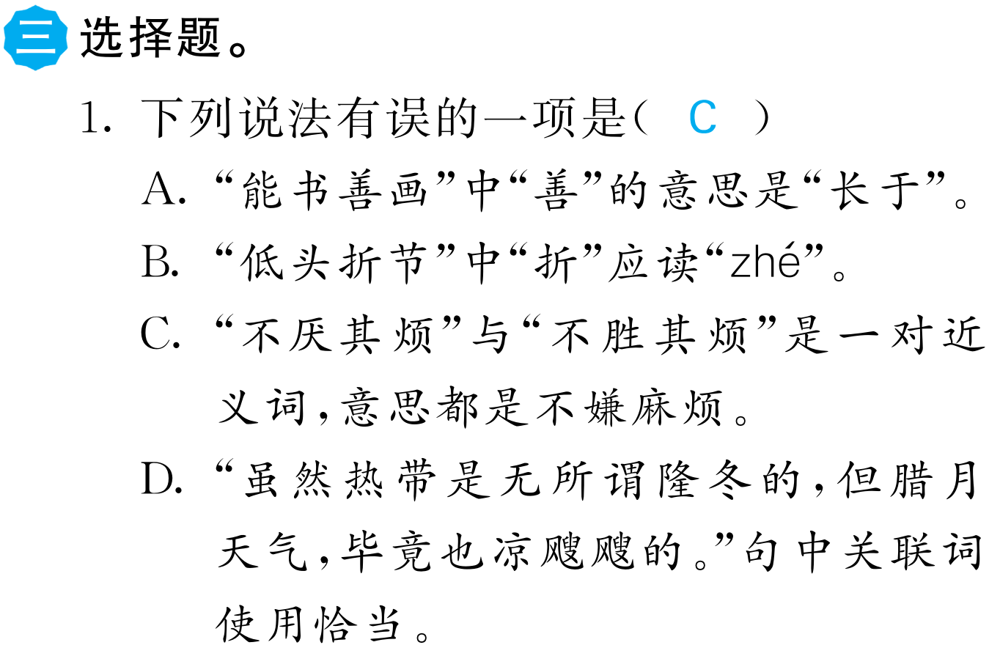 三 选择题。
1. 下列说法有误的一项是( C )
A. “能书善画”中“善”的意思是“长于”。
B. “低头折节”中“折”应读“zhé”。
C. “不厌其烦”与“不胜其烦”是一对近
义词,意思都是不嫌麻烦。
D. “虽然热带是无所谓隆冬的,但腊月
天气,毕竟也凉飕飕的。”句中关联词
使用恰当。